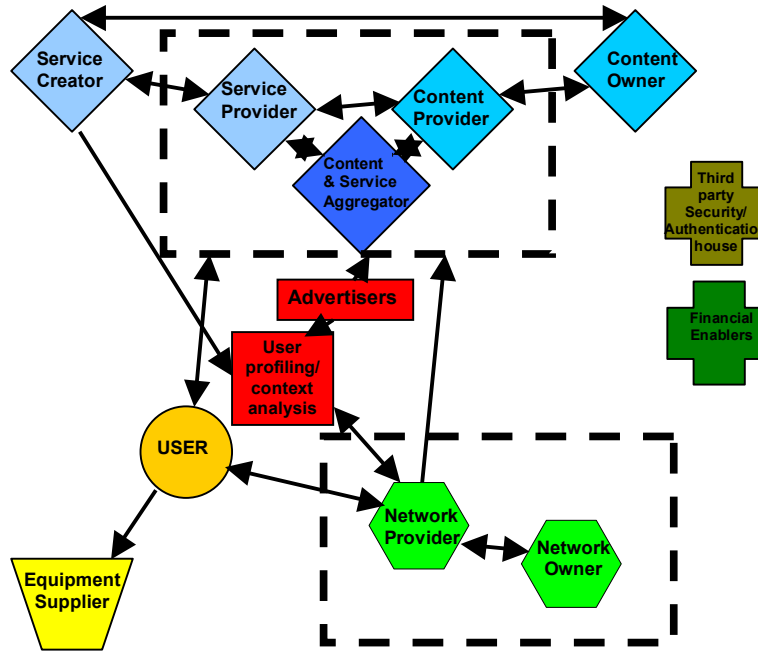 Service
Creator
Service
Provider
Content
Provider
Content
Owner
Content
& Service
Aggregator
Third
party
Security/
Authentication
house
Advertisers
Financial
Enablers
User
profiling/
context
analysis
USER
Network
Provider
Network
Owner
Equipment
Supplier